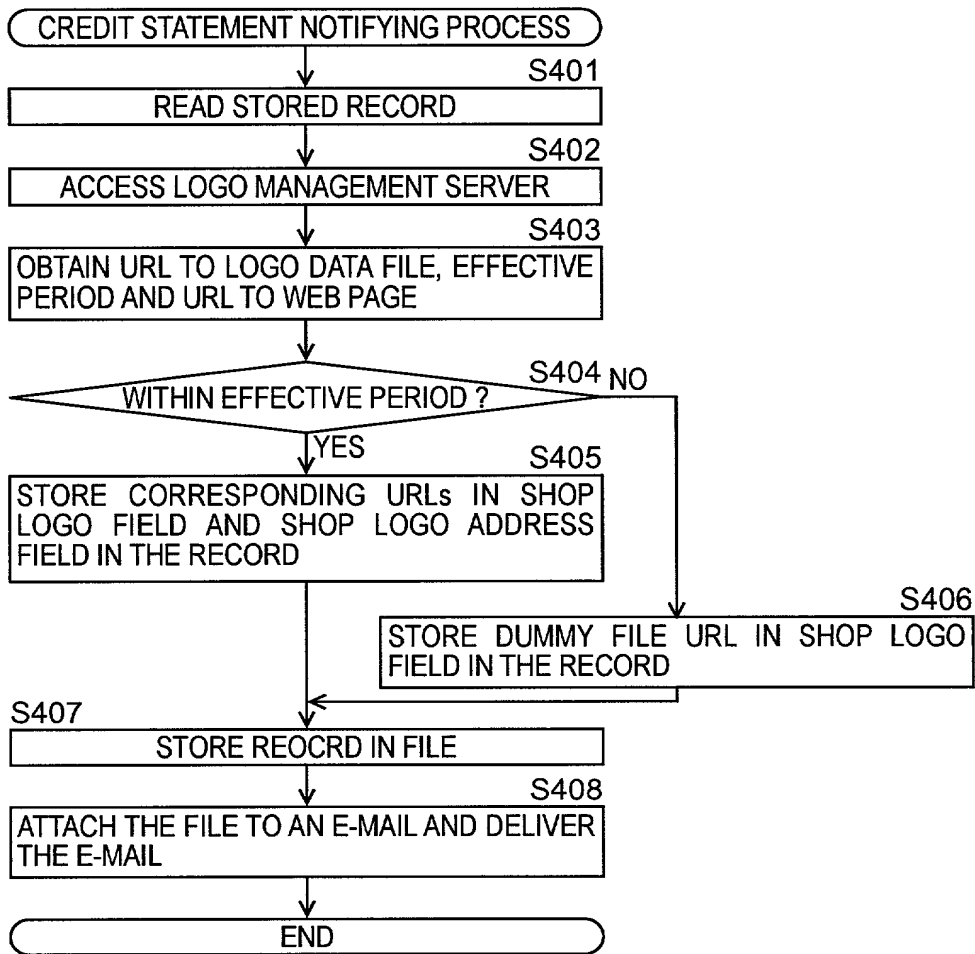 CREDIT STATEMENT NOTIFYING PROCESS
S401
READ STORED RECORD
S402
ACCESS LOGO MANAGEMENT SERVER
S403
OBTAIN URL TO LOGO DATA FILE, EFFECTIVE
PERIOD AND URL TO WEB PAGE
S404
NO
WITHIN EFFECTIVE PERIOD ?
YES
S405
STORE CORRESPONDING URLs IN SHOP
LOGO FIELD AND SHOP LOGO ADDRESS
FIELD IN THE RECORD
S406
STORE DUMMY FILE URL IN SHOP LOGO
FIELD IN THE RECORD
S407
STORE REOCRD IN FILE
S408
ATTACH THE FILE TO AN E-MAIL AND DELIVER
THE E-MAIL
END